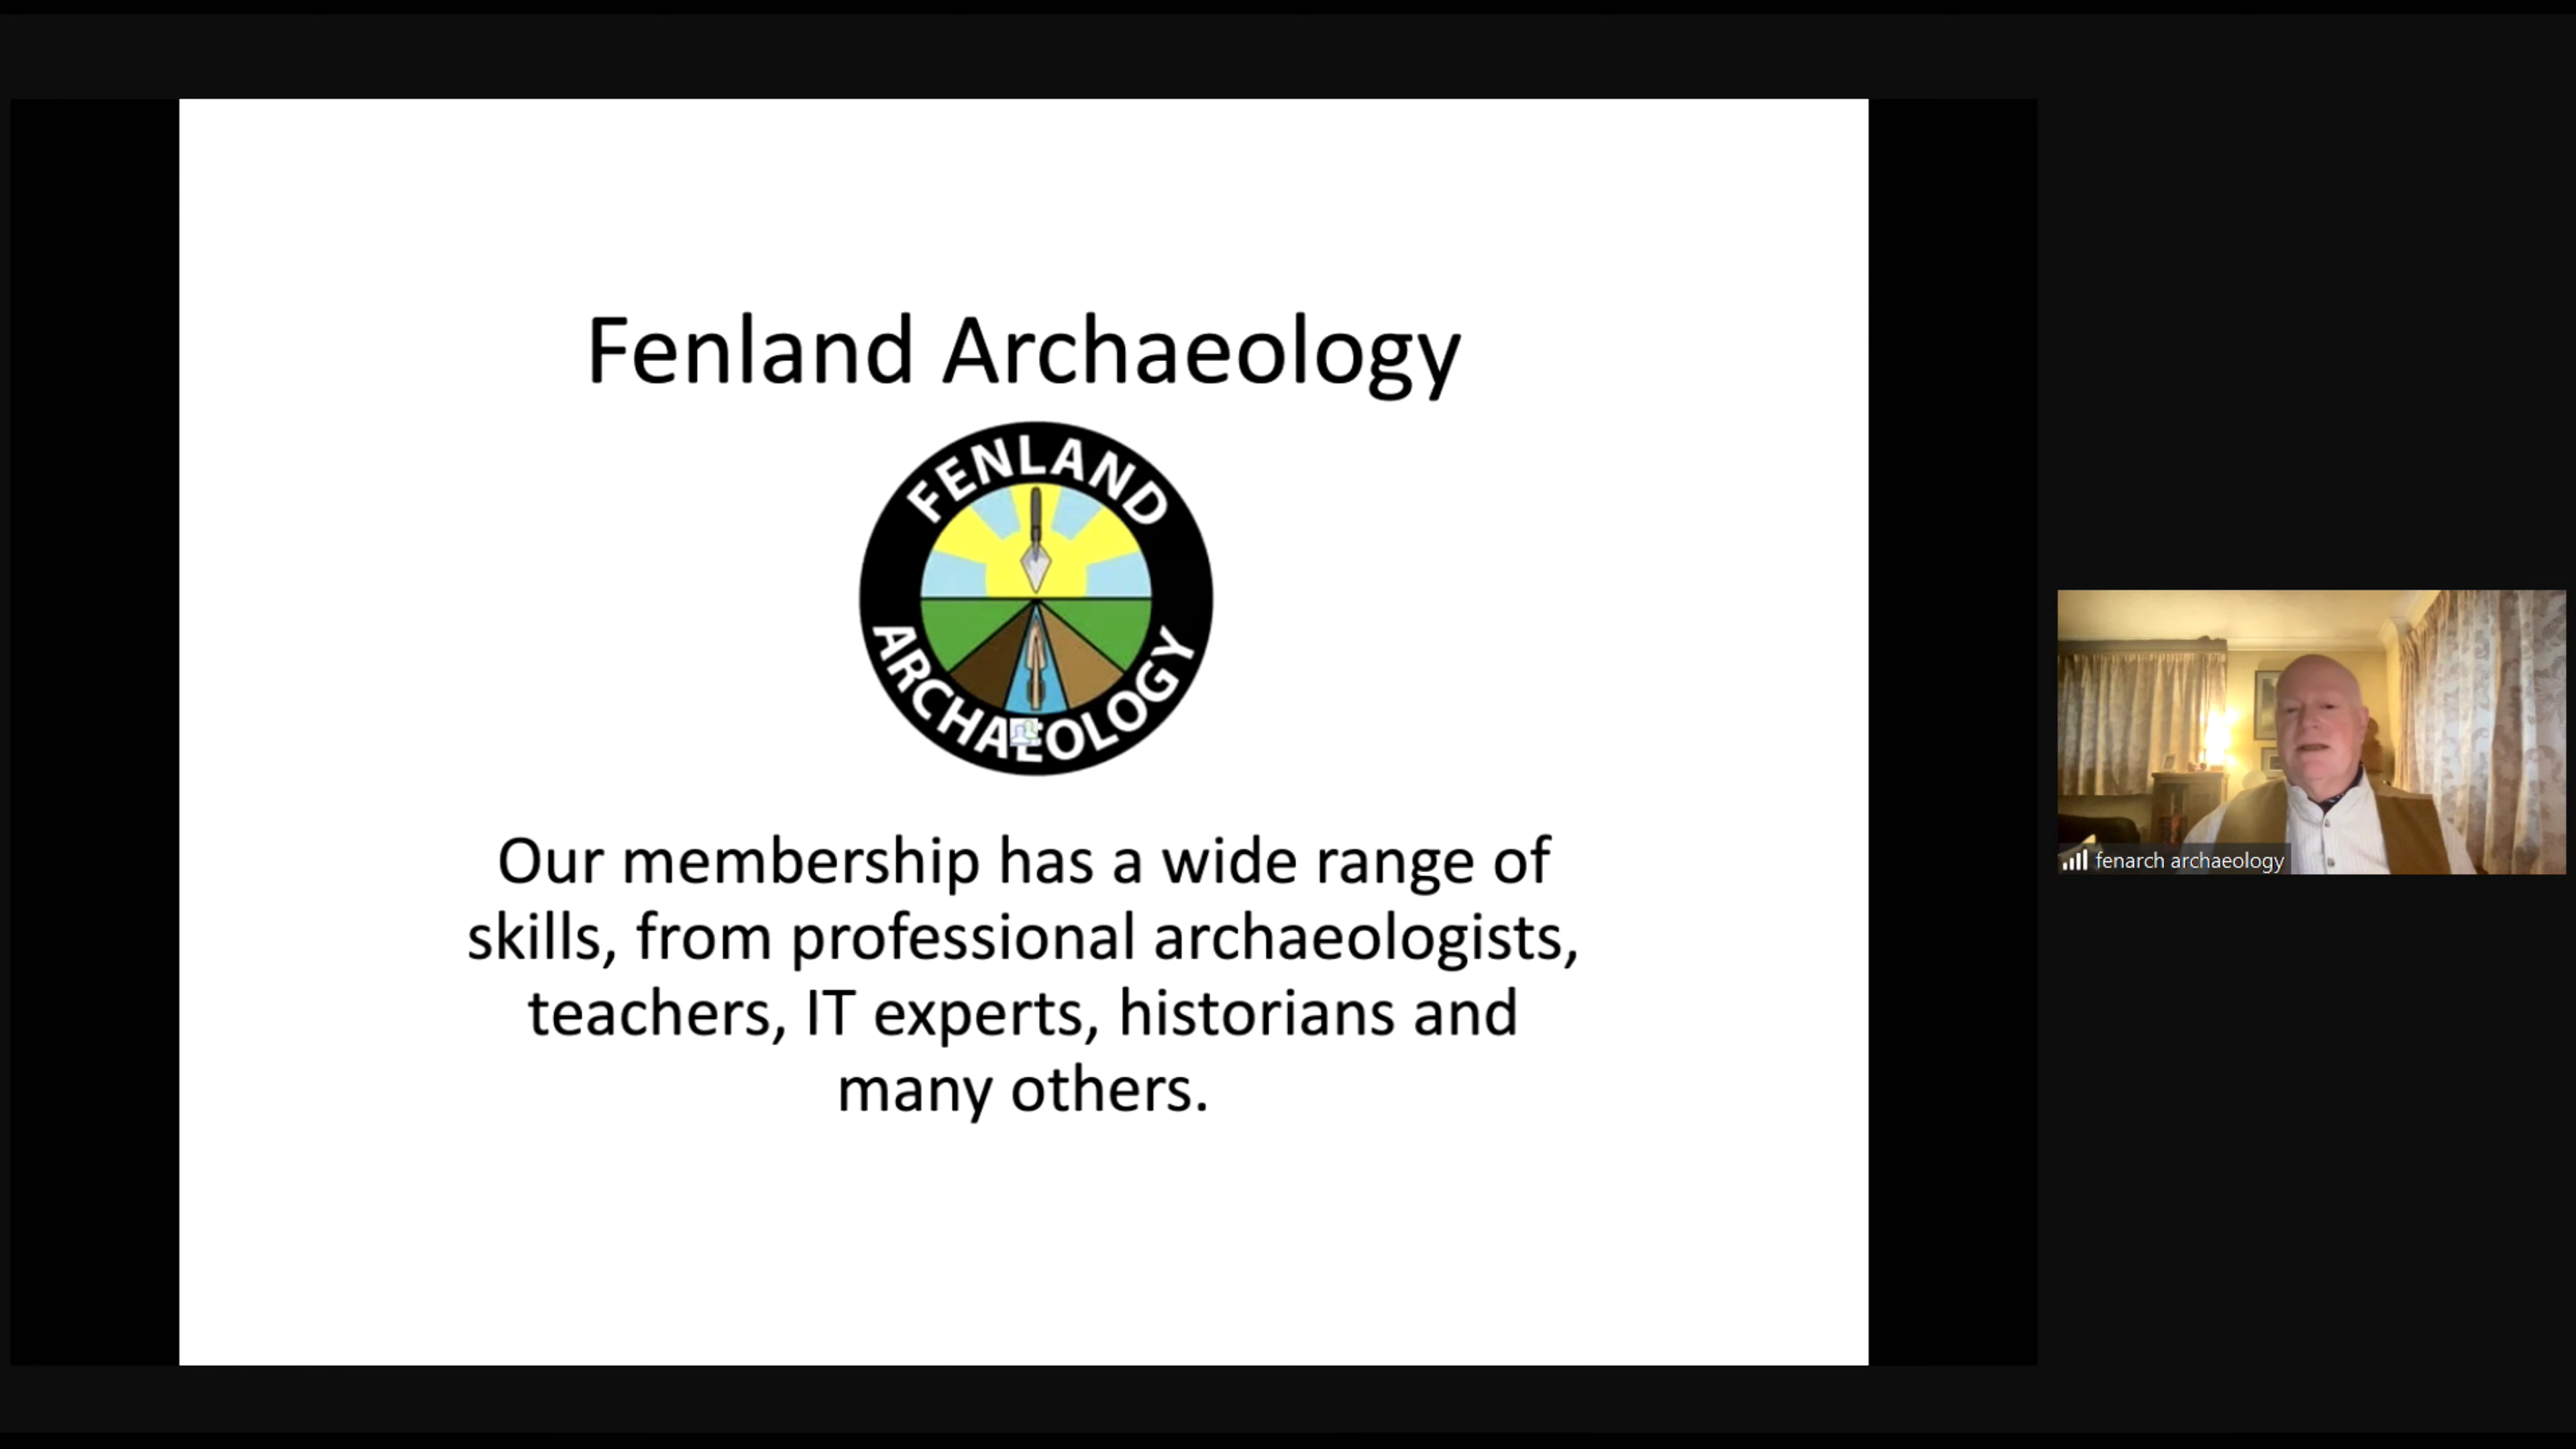 Fenland Archaeology
FENLAND
ARCHAEOLOGY
Our membership has a wide range of
skills, from professional archaeologists,
teachers, IT experts, historians and
many others.
fenarch archaeology